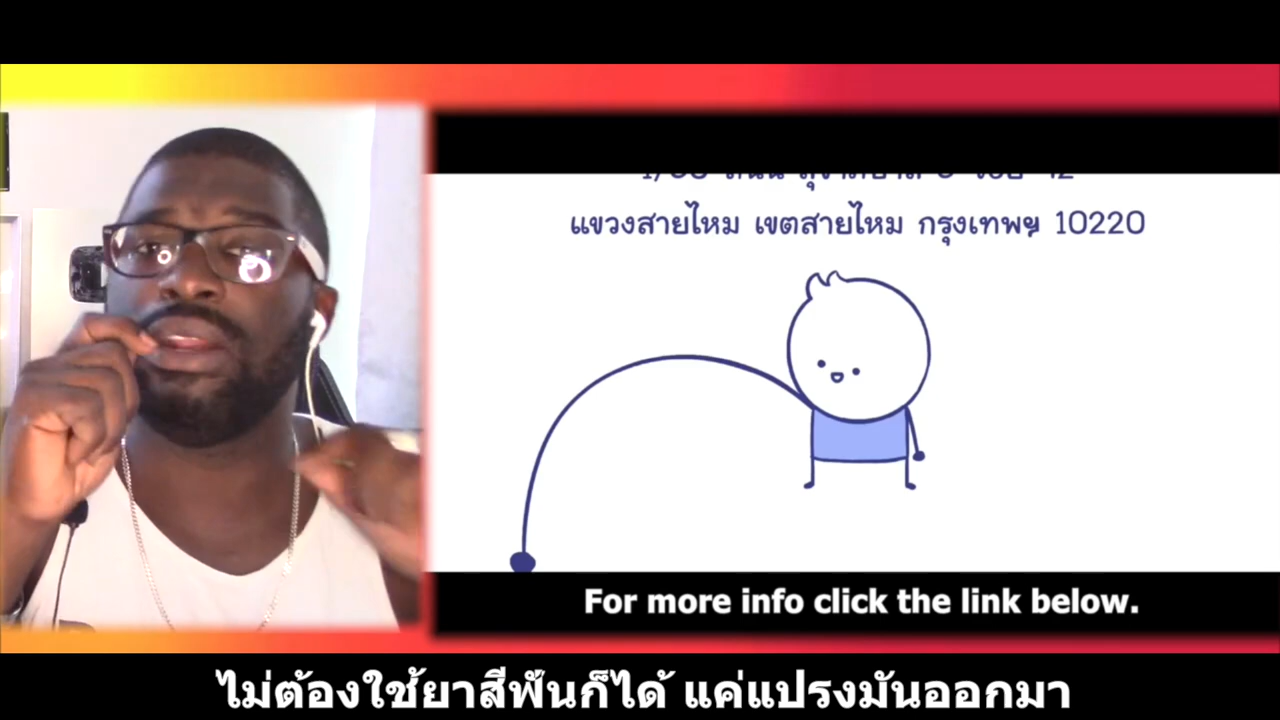 แขวงสายไหม เขตสายไหม กรุงเทพฯ 10220
For more info click the link below.
ไม่ต้องใช้ยาสีฟันก็ได้ แค่แปรงมันออกมา